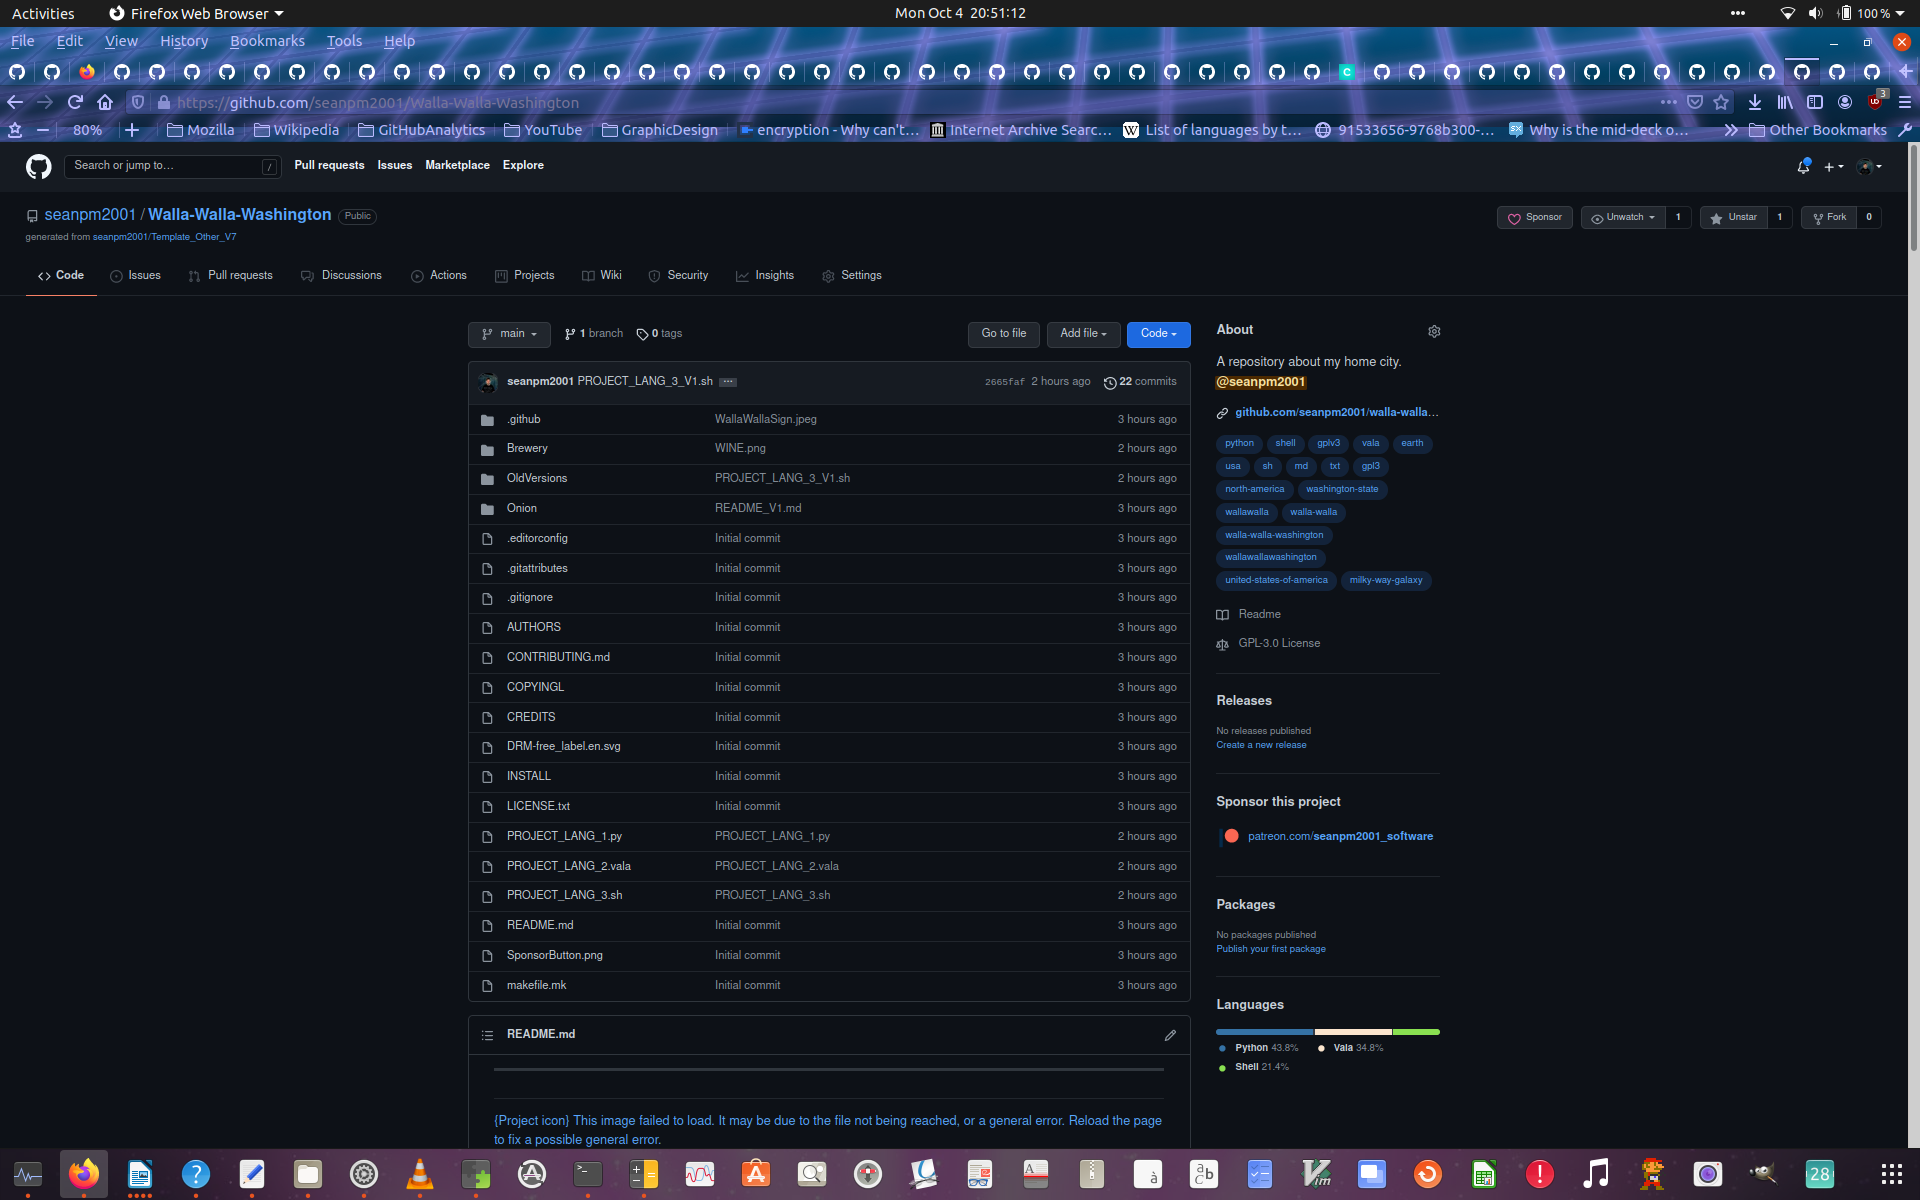 Activities Firefox Web Browser Mon Oct 4 20:51:12 100 %
File Edit View History Bookmarks Tools Help
https://github.com/seanpm2001/Walla-Walla-Washington
3
80% Mozilla Wikipedia GitHubAnalytics YouTube GraphicDesign encryption - Why can't… Internet Archive Searc… List of languages by t… 91533656-9768b300-… Why is the mid-deck o… Other Bookmarks
Search or jump to… / Pull requests Issues Marketplace Explore
seanpm2001 / Walla-Walla-Washington Public
Sponsor Unwatch 1 Unstar 1 Fork 0
generated from seanpm2001/Template_Other_V7
Code Issues Pull requests Discussions Actions Projects Wiki Security Insights Settings
main 1 branch 0 tags Go to file Add file Code
seanpm2001 PROJECT_LANG_3_V1.sh 2665faf 2 hours ago 22 commits
.github WallaWallaSign.jpeg 3 hours ago
Brewery WINE.png 2 hours ago
OldVersions PROJECT_LANG_3_V1.sh 2 hours ago
Onion README_V1.md 3 hours ago
.editorconfig Initial commit 3 hours ago
.gitattributes Initial commit 3 hours ago
.gitignore Initial commit 3 hours ago
AUTHORS Initial commit 3 hours ago
CONTRIBUTING.md Initial commit 3 hours ago
COPYINGL Initial commit 3 hours ago
CREDITS Initial commit 3 hours ago
DRM-free_label.en.svg Initial commit 3 hours ago
INSTALL Initial commit 3 hours ago
LICENSE.txt Initial commit 3 hours ago
PROJECT_LANG_1.py PROJECT_LANG_1.py 2 hours ago
PROJECT_LANG_2.vala PROJECT_LANG_2.vala 2 hours ago
PROJECT_LANG_3.sh PROJECT_LANG_3.sh 2 hours ago
README.md Initial commit 3 hours ago
SponsorButton.png Initial commit 3 hours ago
makefile.mk Initial commit 3 hours ago
README.md
{Project icon} This image failed to load. It may be due to the file not being reached, or a general error. Reload the page
to fix a possible general error.
About
A repository about my home city.
@seanpm2001
github.com/seanpm2001/walla-walla…
python shell gplv3 vala earth
usa sh md txt gpl3
north-america washington-state
wallawalla walla-walla
walla-walla-washington
wallawallawashington
united-states-of-america milky-way-galaxy
Readme
GPL-3.0 License
Releases
No releases published
Create a new release
Sponsor this project
patreon.com/seanpm2001_software
Packages
No packages published
Publish your first package
Languages
Python 43.8% Vala 34.8%
Shell 21.4%
28